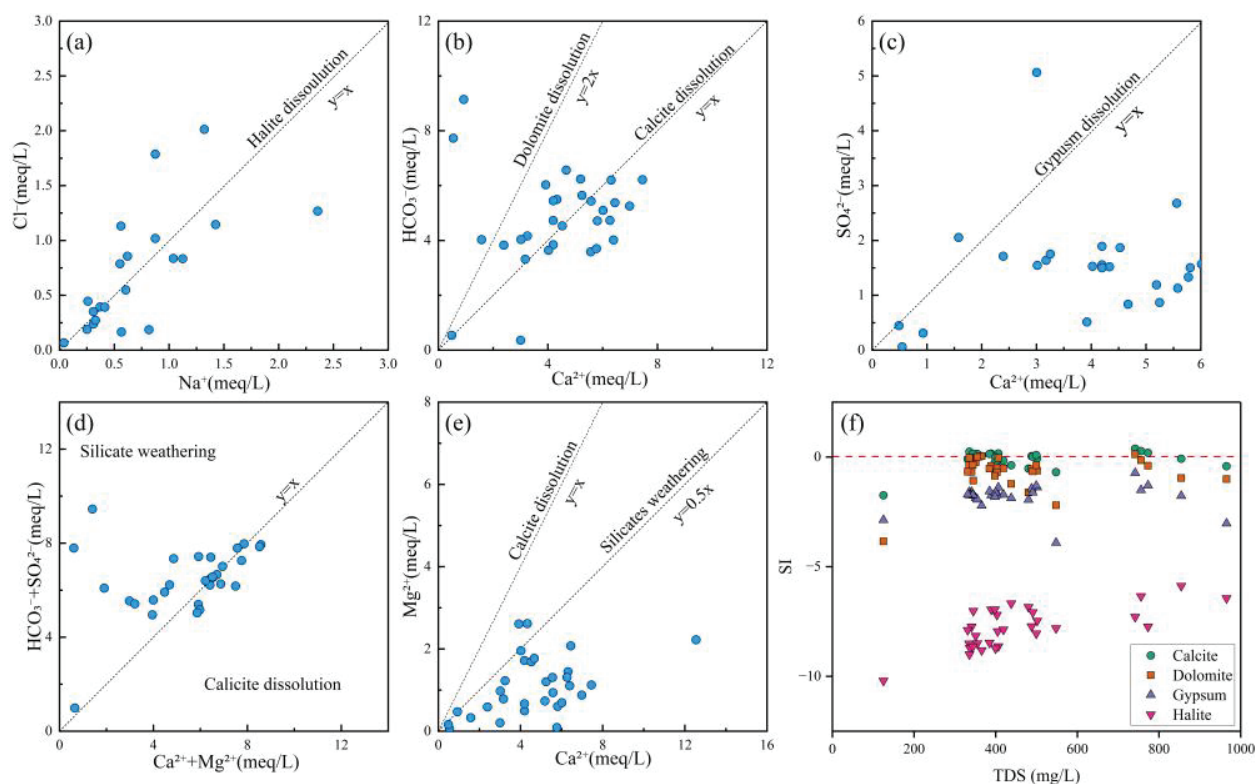 (a)
Halite dissoulution
y=x
Cl⁻(meq/L)
3.0
2.5
2.0
1.5
1.0
0.5
0.0
0.0 0.5 1.0 1.5 2.0 2.5 3.0
Na⁺(meq/L)
(b)
Dolomite dissolution
y=2x
Calcite dissolution
y=x
HCO₃⁻(meq/L)
12
8
4
0
0 4 8 12
Ca²⁺(meq/L)
(c)
Gypusm dissolution
y=x
SO₄²⁻(meq/L)
6
5
4
3
2
1
0
0 1 2 3 4 5 6
Ca²⁺(meq/L)
(d)
Silicate weathering
y=x
Calicite dissolution
HCO₃⁻+SO₄²⁻(meq/L)
12
8
4
0
0 4 8 12
Ca²⁺+Mg²⁺(meq/L)
(e)
Calcite dissolution
y=x
Silicates weathering
y=0.5x
Mg²⁺(meq/L)
8
6
4
2
0
0 4 8 12 16
Ca²⁺(meq/L)
(f)
SI
0
−5
−10
Calcite
Dolomite
Gypsum
Halite
0 200 400 600 800 1000
TDS (mg/L)